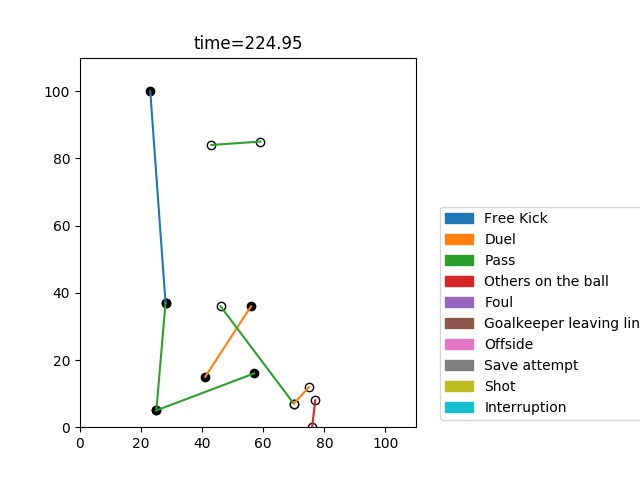 time=224.95
100
80
60
40
20
0
0 20 40 60 80 100
Free Kick
Duel
Pass
Others on the ball
Foul
Goalkeeper leaving lin
Offside
Save attempt
Shot
Interruption